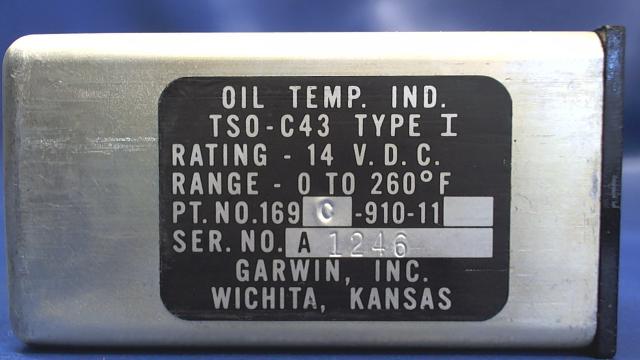 OIL TEMP. IND.
TSO-C43 TYPE I
RATING - 14 V.D.C.
RANGE - 0 TO 260°F
PT. NO. 169 C -910-11
SER. NO. A 1246
GARWIN, INC.
WICHITA, KANSAS